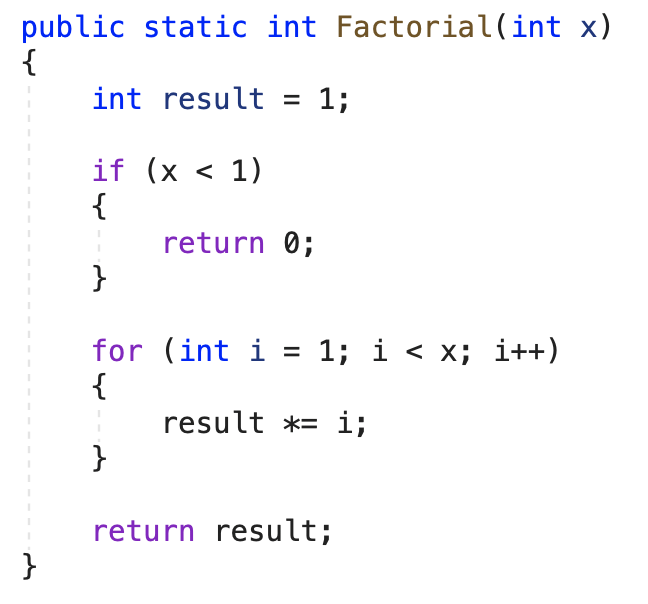 public static int Factorial(int x)
{
    int result = 1;

    if (x < 1)
    {
        return 0;
    }

    for (int i = 1; i < x; i++)
    {
        result *= i;
    }

    return result;
}